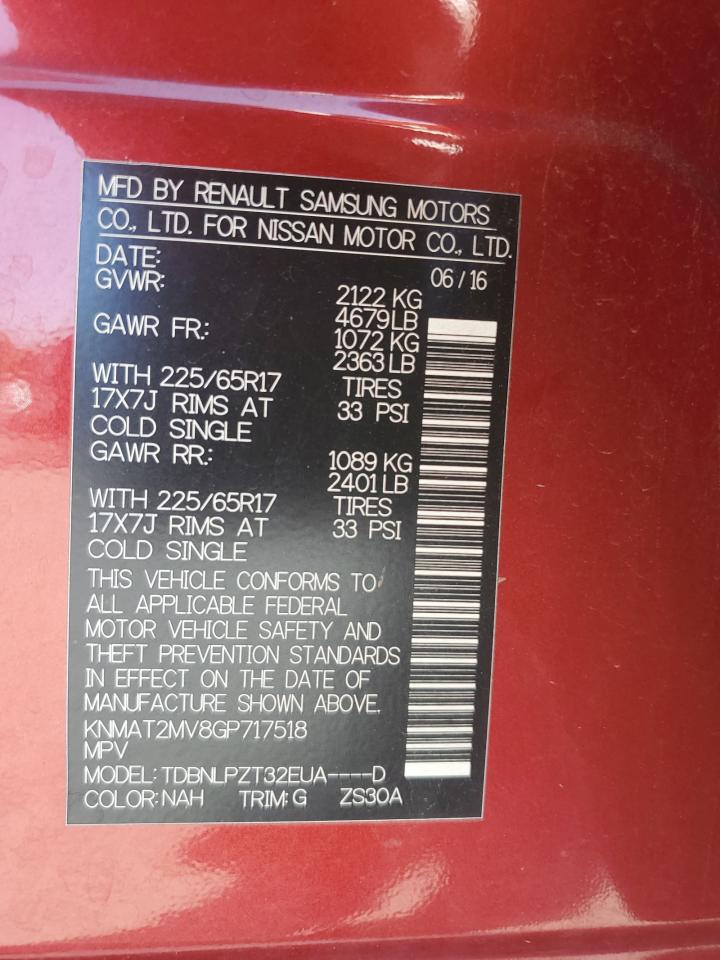 MFD BY RENAULT SAMSUNG MOTORS
CO., LTD. FOR NISSAN MOTOR CO., LTD.
DATE: 06/16
GVWR: 2122 KG
4679 LB
GAWR FR.: 1072 KG
2363 LB
WITH 225/65R17 TIRES
17X7J RIMS AT 33 PSI
COLD SINGLE
GAWR RR.: 1089 KG
2401 LB
WITH 225/65R17 TIRES
17X7J RIMS AT 33 PSI
COLD SINGLE
THIS VEHICLE CONFORMS TO
ALL APPLICABLE FEDERAL
MOTOR VEHICLE SAFETY AND
THEFT PREVENTION STANDARDS
IN EFFECT ON THE DATE OF
MANUFACTURE SHOWN ABOVE.
KNMAT2MV8GP717518
MPV
MODEL: TDBNLPZT32EUA----D
COLOR: NAH TRIM: G ZS30A